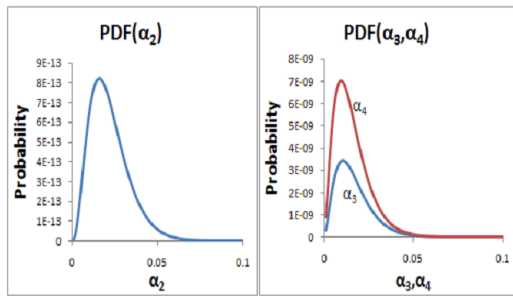 PDF(α₂)
Probability
9E-13
8E-13
7E-13
6E-13
5E-13
4E-13
3E-13
2E-13
1E-13
0
0
0.05
0.1
α₂
PDF(α₃,α₄)
Probability
8E-09
7E-09
6E-09
5E-09
4E-09
3E-09
2E-09
1E-09
0
α₄
α₃
0
0.05
0.1
α₃,α₄